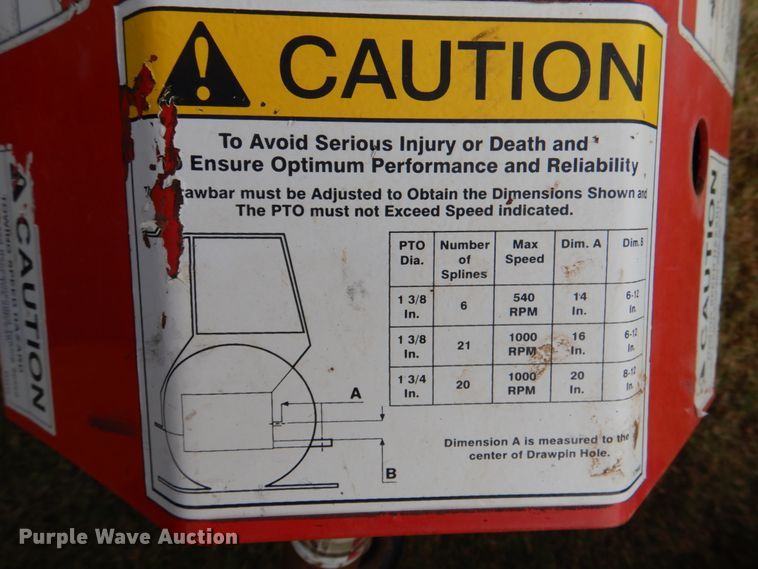 CAUTION
To Avoid Serious Injury or Death and
Ensure Optimum Performance and Reliability
must be Adjusted to Obtain the Dimensions Shown and
The PTO must not Exceed Speed indicated.
PTO Dia. Number of Splines Max Speed Dim. A Dim. B
1 3/8 In. 6 540 RPM 14 In. 6-12 In.
1 3/8 In. 21 1000 RPM 16 In. 6-12 In.
1 3/4 In. 20 1000 RPM 20 In. 8-12 In.
A
B
Dimension A is measured to the
center of Drawpin Hole.
CAUTION
TOWING SPEED HAZARD
CAUTION
Purple Wave Auction